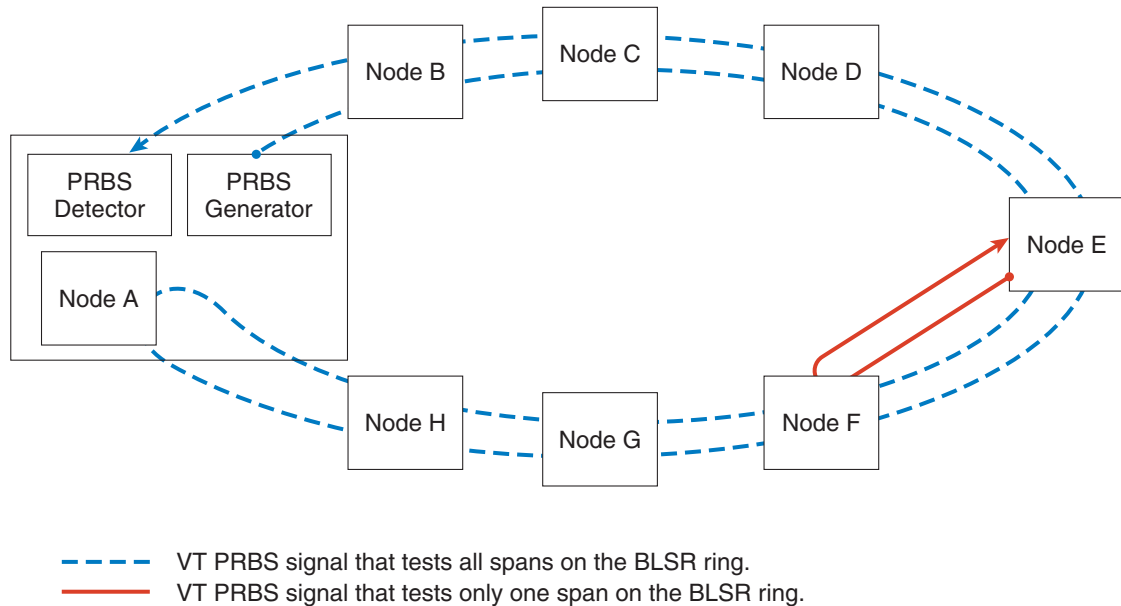 Node B
Node C
Node D
PRBS
Detector
PRBS
Generator
Node A
Node E
Node H
Node G
Node F
VT PRBS signal that tests all spans on the BLSR ring.
VT PRBS signal that tests only one span on the BLSR ring.